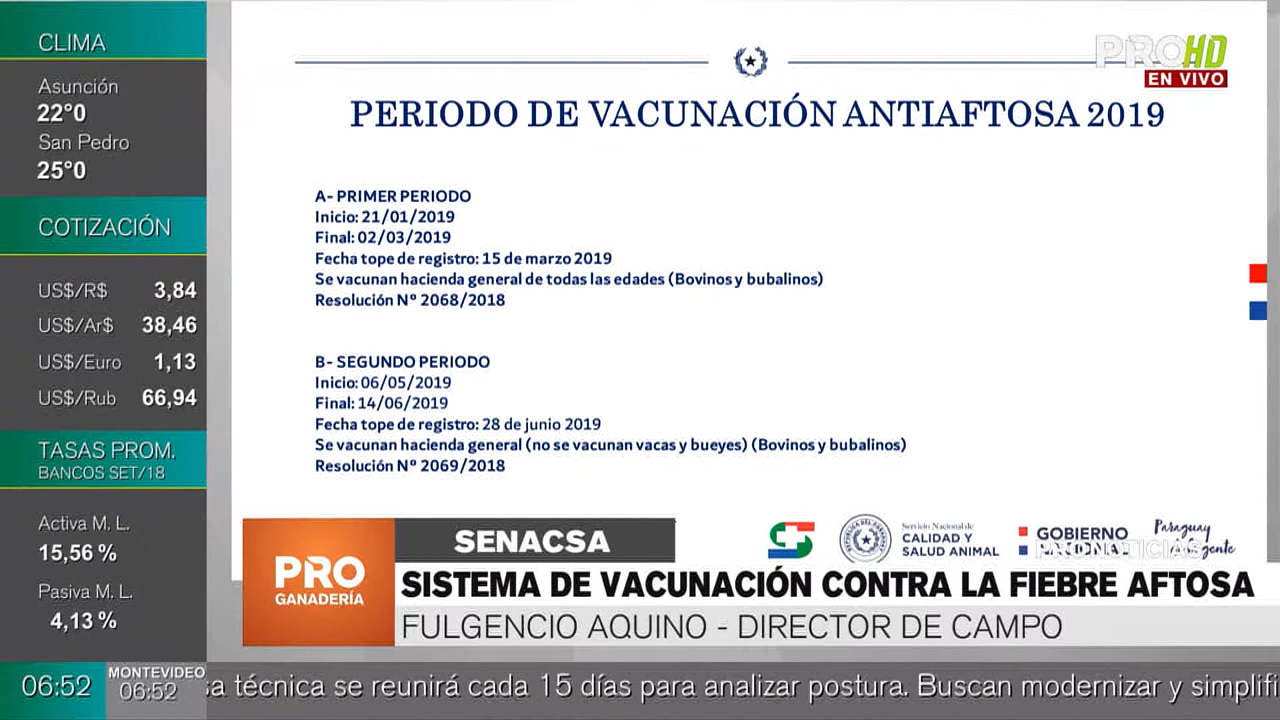 CLIMA
Asunción
22°0
San Pedro
25°0
COTIZACIÓN
US$/R$ 3,84
US$/Ar$ 38,46
US$/Euro 1,13
US$/Rub 66,94
TASAS PROM.
BANCOS SET/18
Activa M. L.
15,56 %
Pasiva M. L.
4,13 %
PRO HD
EN VIVO
PERIODO DE VACUNACIÓN ANTIAFTOSA 2019
A- PRIMER PERIODO
Inicio: 21/01/2019
Final: 02/03/2019
Fecha tope de registro: 15 de marzo 2019
Se vacunan hacienda general de todas las edades (Bovinos y bubalinos)
Resolución N° 2068/2018
B- SEGUNDO PERIODO
Inicio: 06/05/2019
Final: 14/06/2019
Fecha tope de registro: 28 de junio 2019
Se vacunan hacienda general (no se vacunan vacas y bueyes) (Bovinos y bubalinos)
Resolución N° 2069/2018
Servicio Nacional de
CALIDAD Y
SALUD ANIMAL
GOBIERNO
PRONOTICIAS
Paraguay
PRO
GANADERÍA
SENACSA
SISTEMA DE VACUNACIÓN CONTRA LA FIEBRE AFTOSA
FULGENCIO AQUINO - DIRECTOR DE CAMPO
06:52
MONTEVIDEO
06:52
sa técnica se reunirá cada 15 días para analizar postura. Buscan modernizar y simplifi